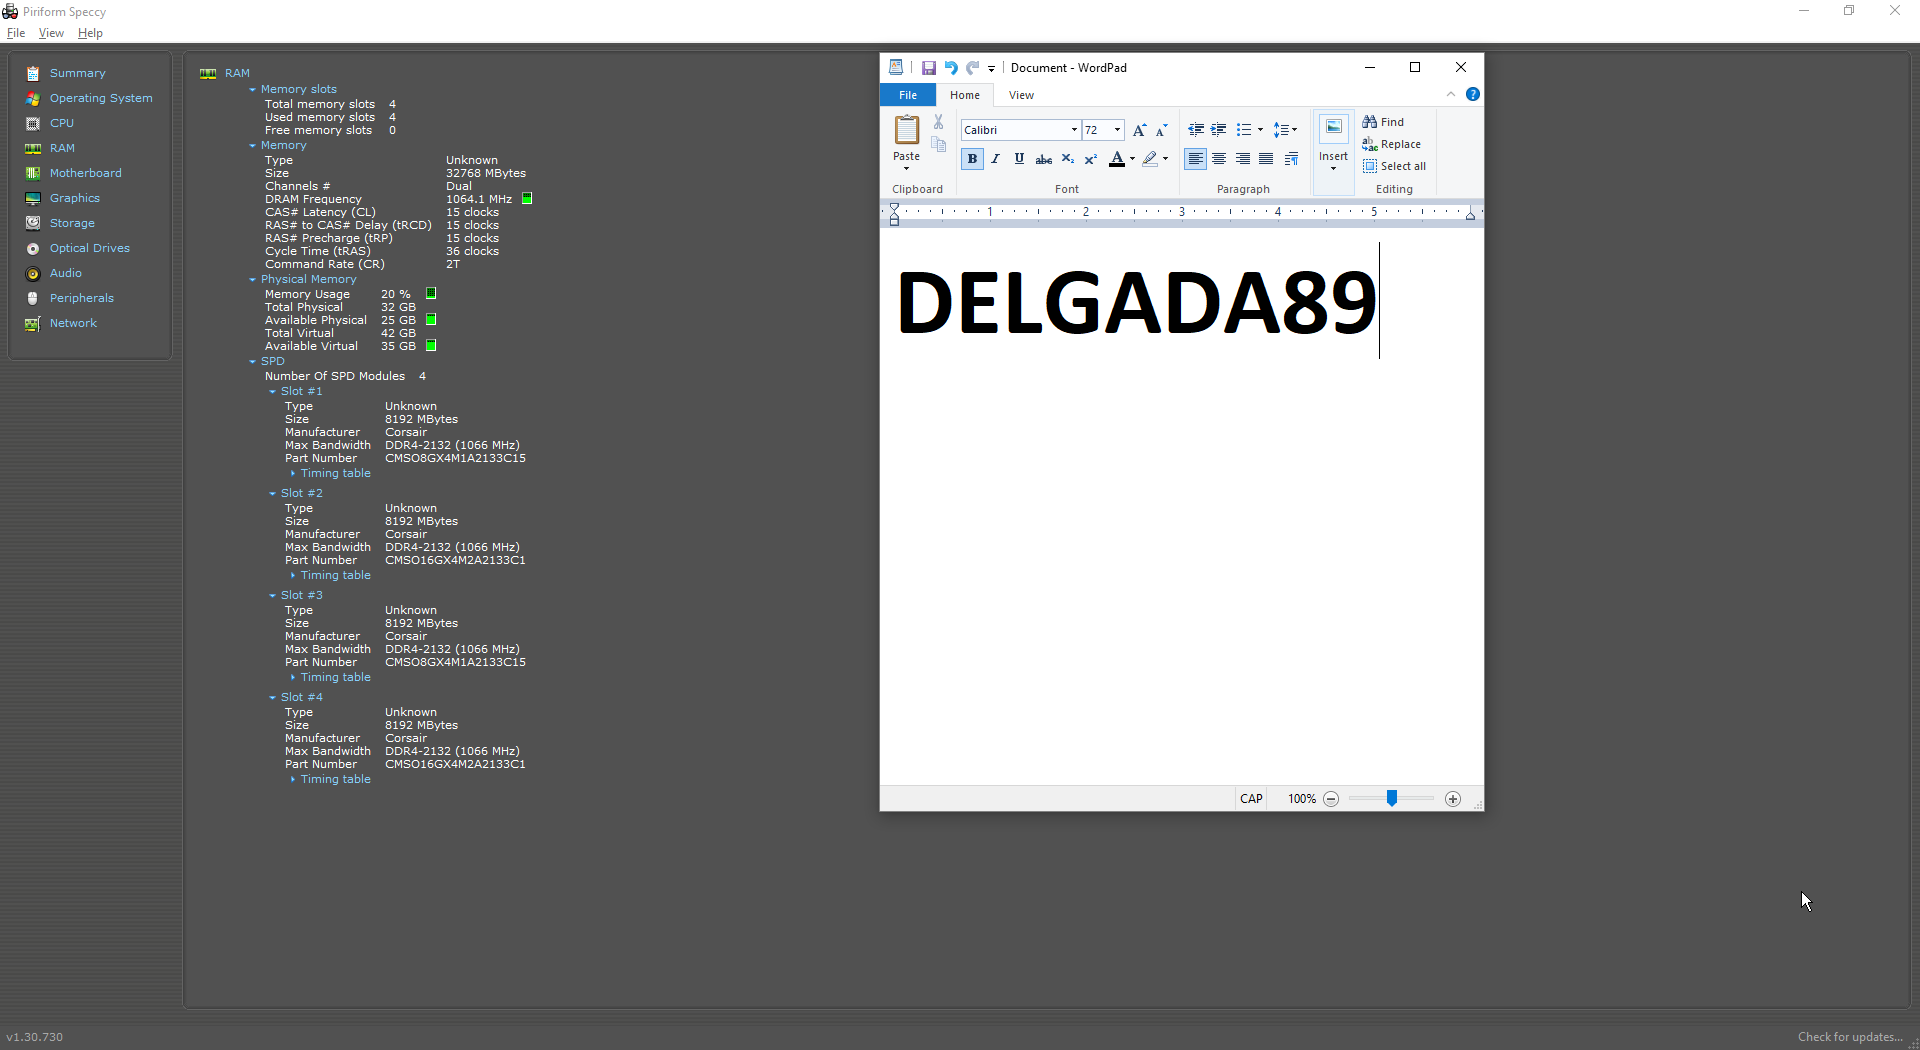 Piriform Speccy
File View Help
Summary
Operating System
CPU
RAM
Motherboard
Graphics
Storage
Optical Drives
Audio
Peripherals
Network
RAM
Memory slots
Total memory slots 4
Used memory slots 4
Free memory slots 0
Memory
Type Unknown
Size 32768 MBytes
Channels # Dual
DRAM Frequency 1064.1 MHz
CAS# Latency (CL) 15 clocks
RAS# to CAS# Delay (tRCD) 15 clocks
RAS# Precharge (tRP) 15 clocks
Cycle Time (tRAS) 36 clocks
Command Rate (CR) 2T
Physical Memory
Memory Usage 20 %
Total Physical 32 GB
Available Physical 25 GB
Total Virtual 42 GB
Available Virtual 35 GB
SPD
Number Of SPD Modules 4
Slot #1
Type Unknown
Size 8192 MBytes
Manufacturer Corsair
Max Bandwidth DDR4-2132 (1066 MHz)
Part Number CMSO8GX4M1A2133C15
Timing table
Slot #2
Type Unknown
Size 8192 MBytes
Manufacturer Corsair
Max Bandwidth DDR4-2132 (1066 MHz)
Part Number CMSO16GX4M2A2133C1
Timing table
Slot #3
Type Unknown
Size 8192 MBytes
Manufacturer Corsair
Max Bandwidth DDR4-2132 (1066 MHz)
Part Number CMSO8GX4M1A2133C15
Timing table
Slot #4
Type Unknown
Size 8192 MBytes
Manufacturer Corsair
Max Bandwidth DDR4-2132 (1066 MHz)
Part Number CMSO16GX4M2A2133C1
Timing table
Document - WordPad
File Home View
Paste
Clipboard
Calibri 72
B I U abc X₂ X²
Font
Paragraph
Insert
Find
Replace
Select all
Editing
1 2 3 4 5
DELGADA89
CAP 100%
v1.30.730
Check for updates...